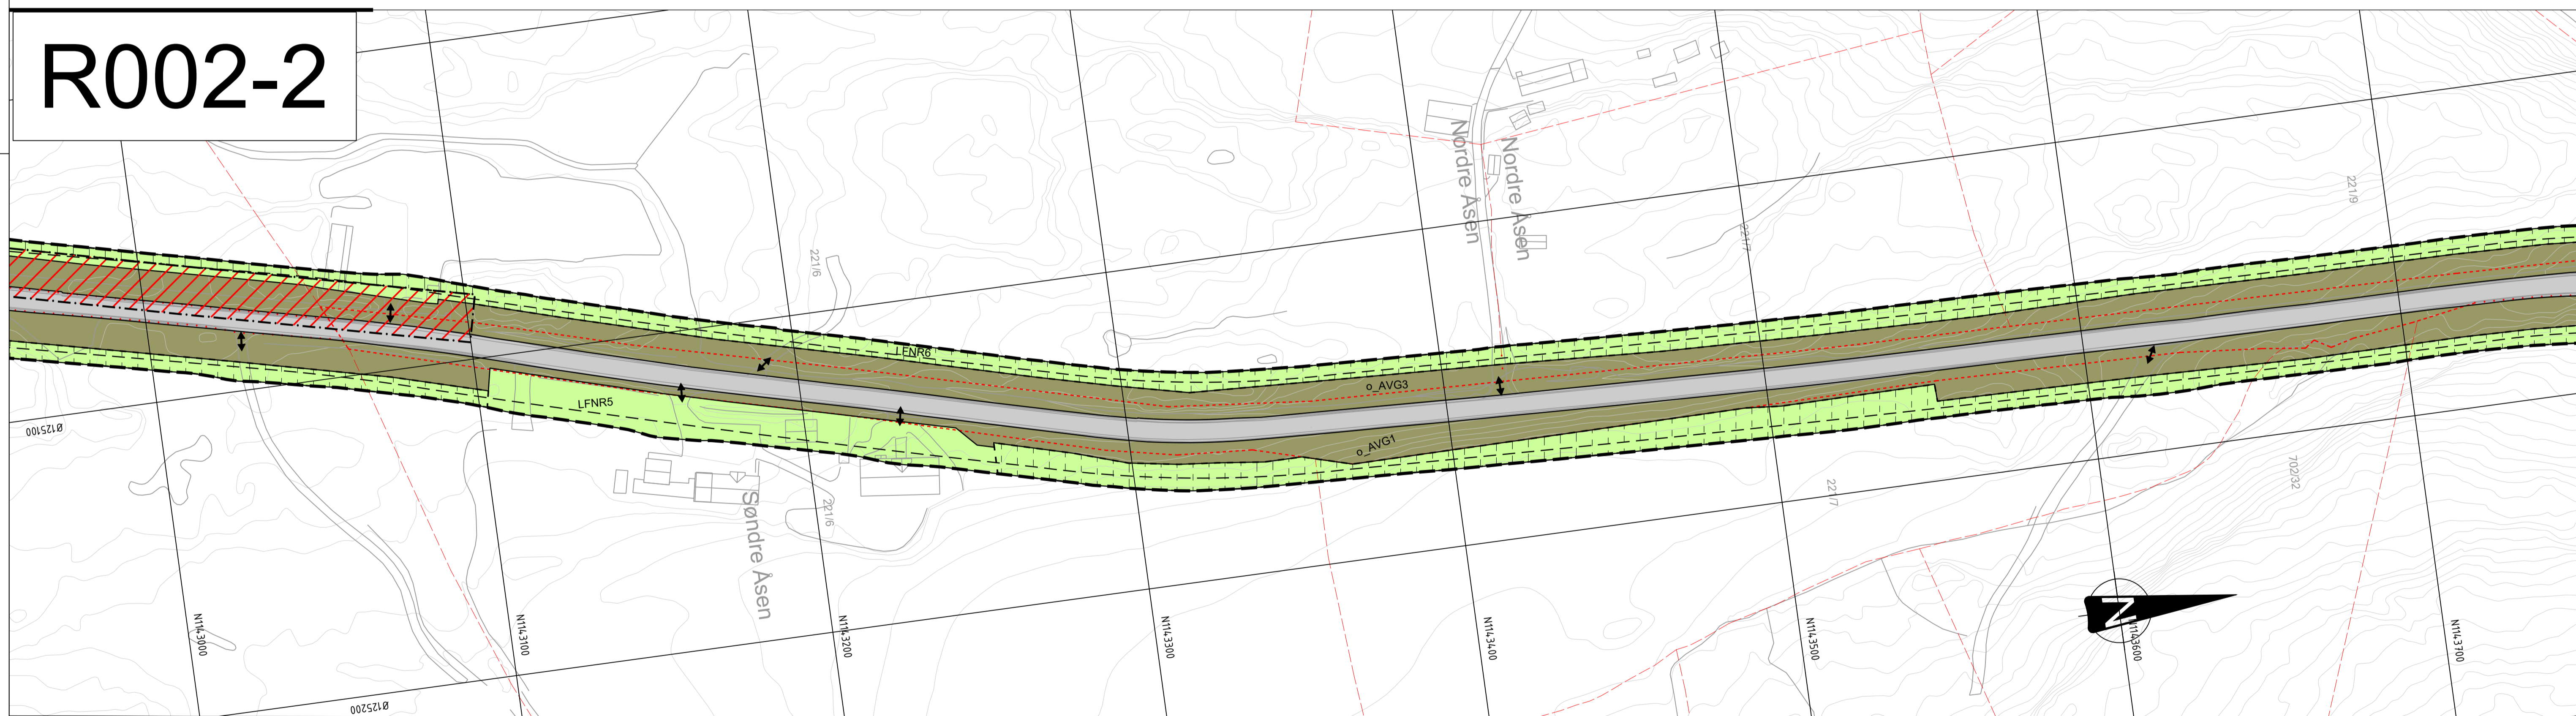 R002-2
Nordre Åsen
Nordre Åsen
221/9
221/7
221/6
LFNR6
o_AVG3
LFNR5
Ø125100
o_AVG1
702/32
221/7
221/6
Søndre Åsen
N1143000
N1143100
N1143200
N1143300
N1143400
N1143500
N
N1143600
N1143700
Ø125200